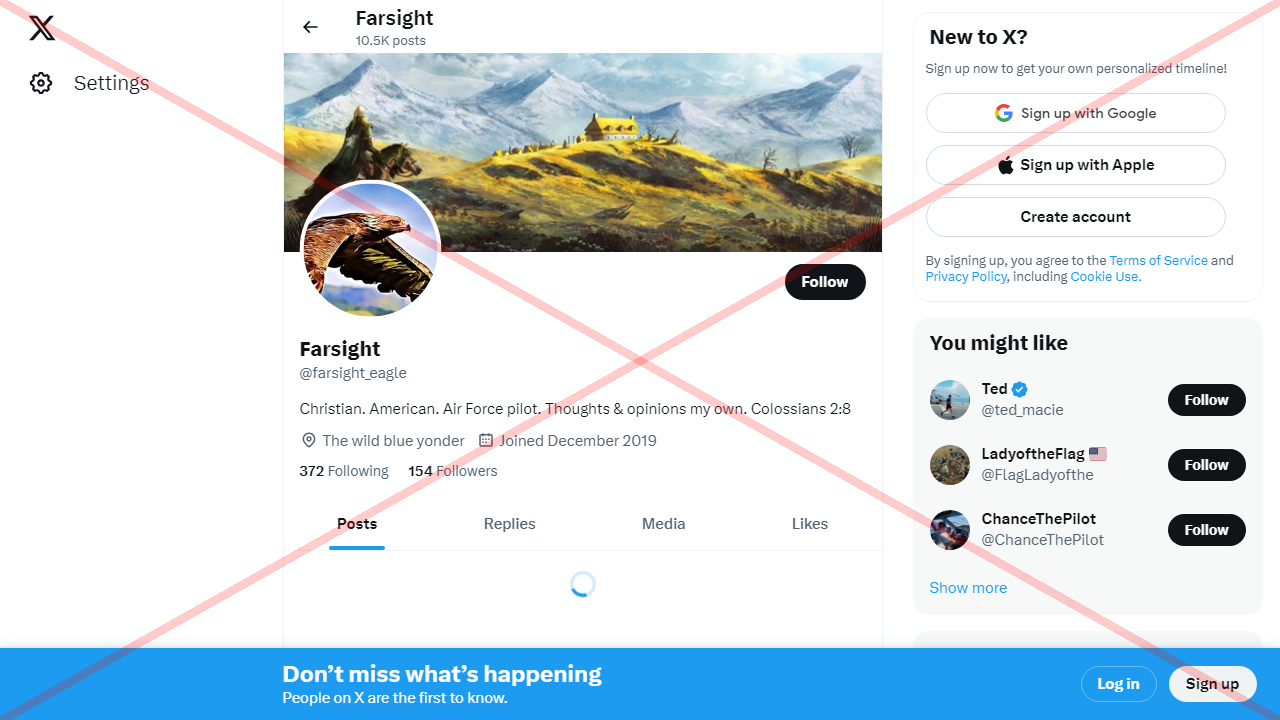 Settings
Farsight
10.5K posts
Follow
Farsight
@farsight_eagle
Christian. American. Air Force pilot. Thoughts & opinions my own. Colossians 2:8
The wild blue yonder Joined December 2019
372 Following 154 Followers
Posts Replies Media Likes
New to X?
Sign up now to get your own personalized timeline!
Sign up with Google
Sign up with Apple
Create account
By signing up, you agree to the Terms of Service and
Privacy Policy, including Cookie Use.
You might like
Ted
@ted_macie
Follow
LadyoftheFlag
@FlagLadyofthe
Follow
ChanceThePilot
@ChanceThePilot
Follow
Show more
Don’t miss what’s happening
People on X are the first to know.
Log in
Sign up